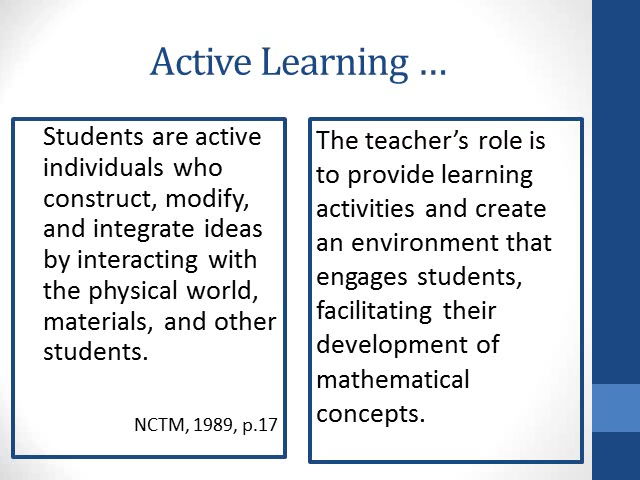 Active Learning ...
Students are active
individuals who
construct, modify,
and integrate ideas
by interacting with
the physical world,
materials, and other
students.
NCTM, 1989, p.17
The teacher’s role is
to provide learning
activities and create
an environment that
engages students,
facilitating their
development of
mathematical
concepts.